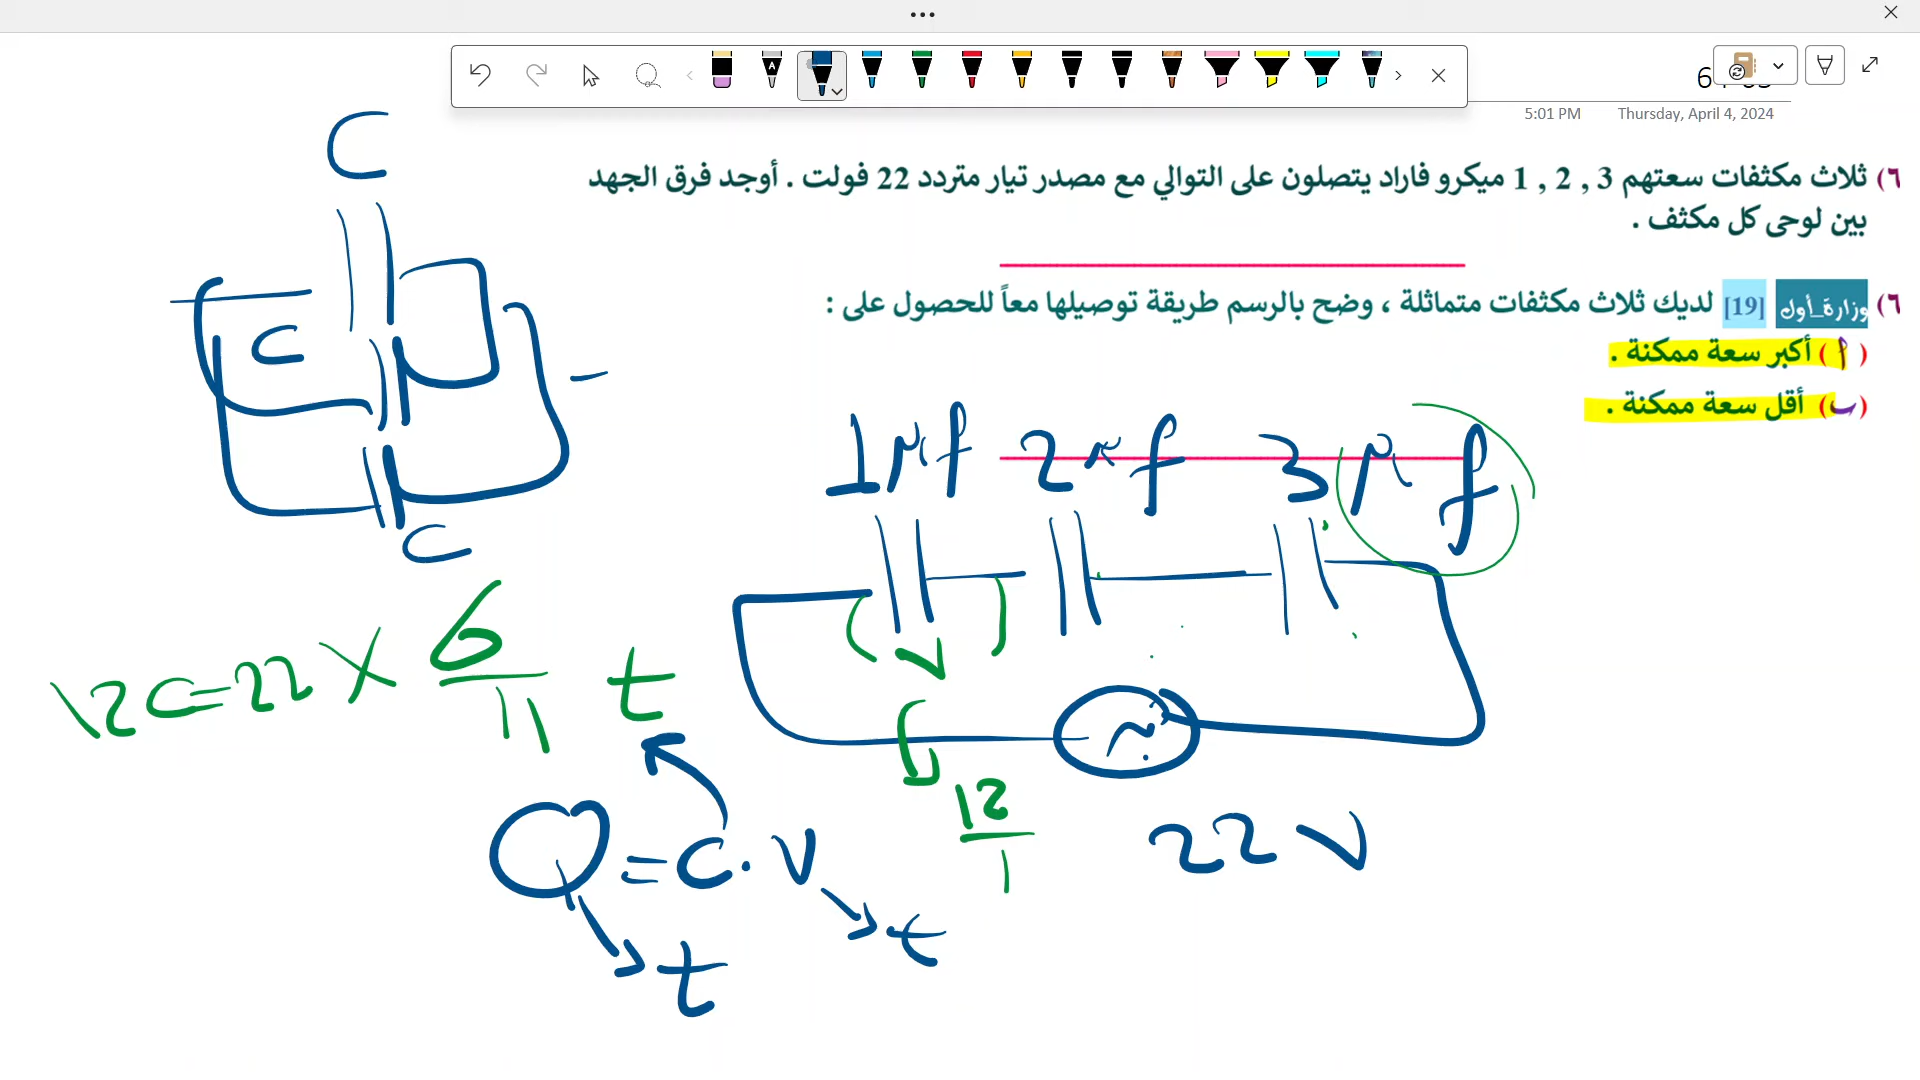 5:01 PM Thursday, April 4, 2024
٦) ثلاث مكثفات سعتهم 3 , 2 , 1 ميكرو فاراد يتصلون على التوالي مع مصدر تيار متردد 22 فولت . أوجد فرق الجهد
بين لوحى كل مكثف .
٦) وزارة_أول [19] لديك ثلاث مكثفات متماثلة ، وضح بالرسم طريقة توصيلها معاً للحصول على :
( أ ) أكبر سعة ممكنة .
(ب) أقل سعة ممكنة .
C
C
C
1μf 2μf 3μf
V
12 C = 22 × 6/11 t
12/1
22 V
Q = C . V
t
t